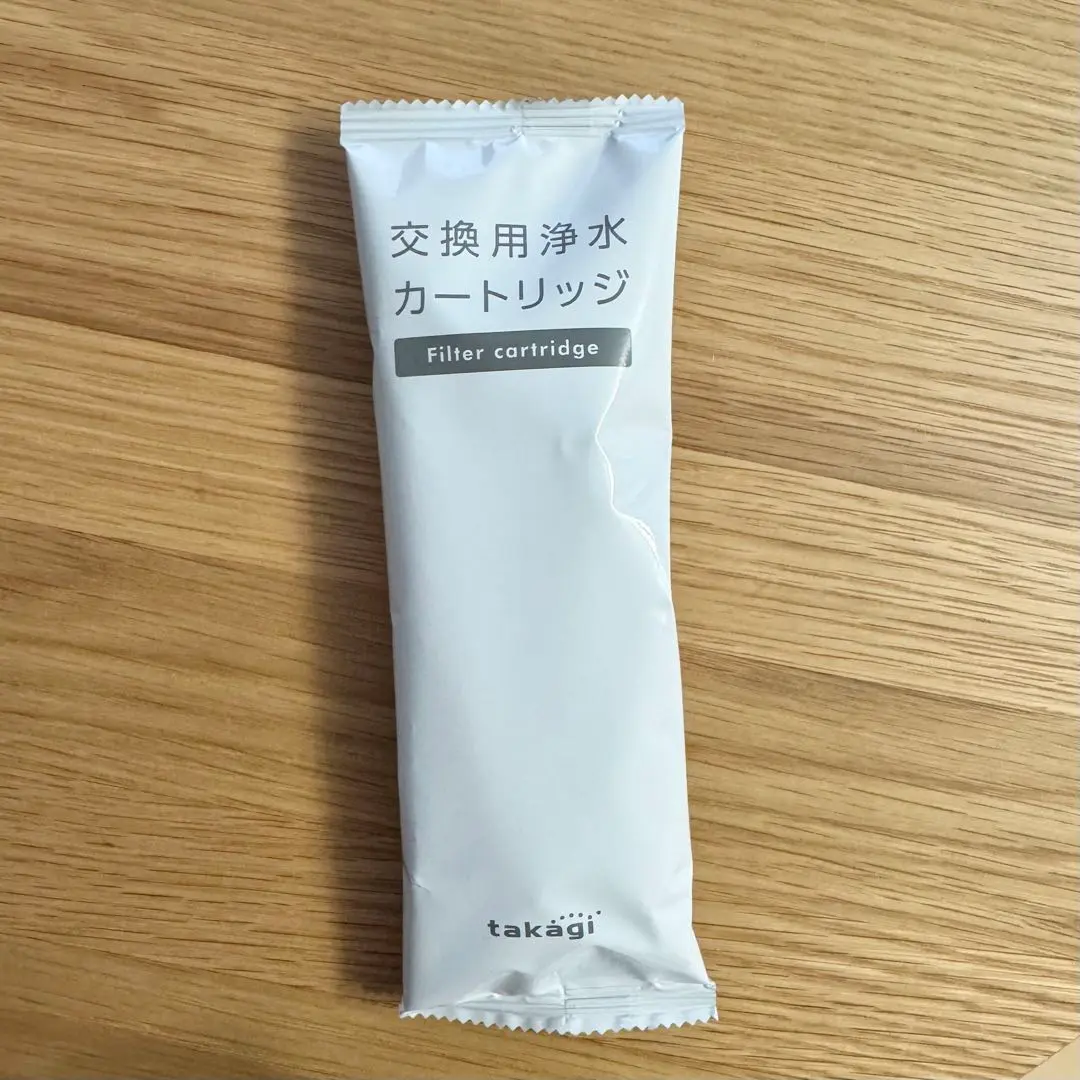 交換用浄水
カートリッジ
Filter cartridge
takagi